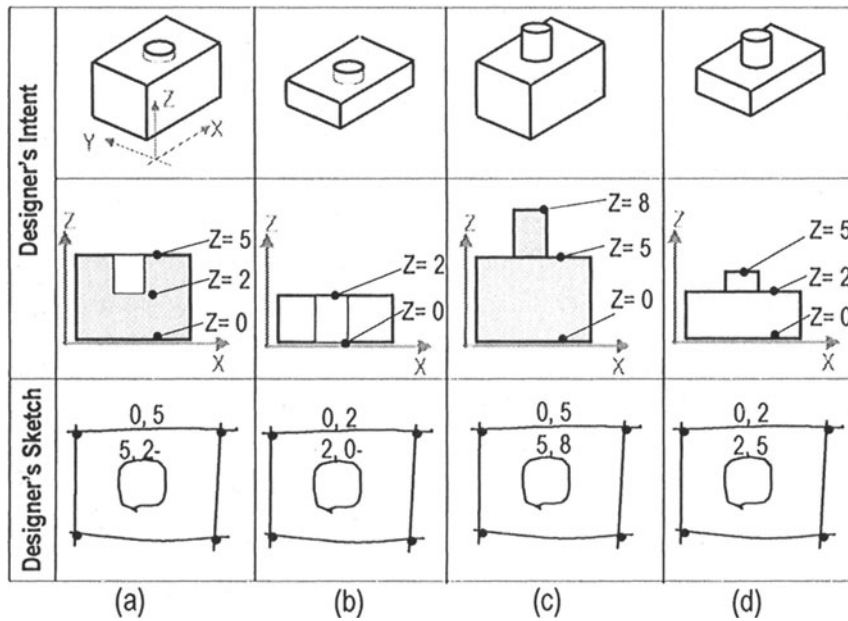 Designer's Intent
Z
X
Y
Z
Z= 5
Z= 2
Z= 0
X
Z
Z= 2
Z= 0
X
Z
Z= 8
Z= 5
Z= 0
X
Z
Z= 5
Z= 2
Z= 0
X
Designer's Sketch
0, 5
5, 2-
0, 2
2, 0-
0, 5
5, 8
0, 2
2, 5
(a)
(b)
(c)
(d)